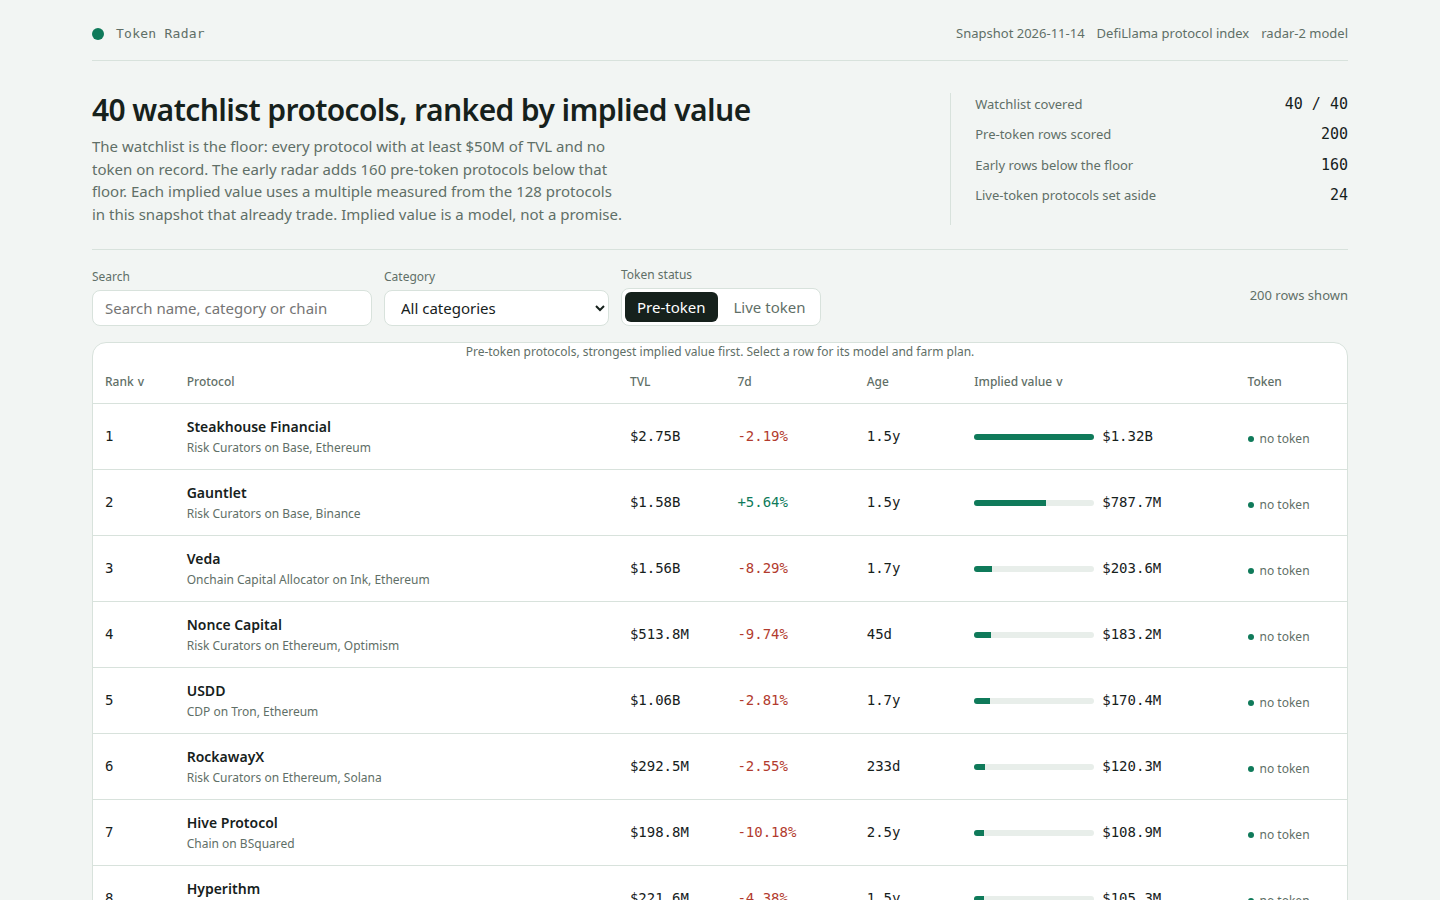 Token Radar
Snapshot 2026-11-14 DefiLlama protocol index radar-2 model
40 watchlist protocols, ranked by implied value
The watchlist is the floor: every protocol with at least $50M of TVL and no
token on record. The early radar adds 160 pre-token protocols below that
floor. Each implied value uses a multiple measured from the 128 protocols
in this snapshot that already trade. Implied value is a model, not a promise.
Watchlist covered 40 / 40
Pre-token rows scored 200
Early rows below the floor 160
Live-token protocols set aside 24
Search
Search name, category or chain
Category
All categories
Token status
Pre-token Live token
200 rows shown
Pre-token protocols, strongest implied value first. Select a row for its model and farm plan.
Rank v Protocol TVL 7d Age Implied value v Token
1 Steakhouse Financial $2.75B -2.19% 1.5y $1.32B no token
Risk Curators on Base, Ethereum
2 Gauntlet $1.58B +5.64% 1.5y $787.7M no token
Risk Curators on Base, Binance
3 Veda $1.56B -8.29% 1.7y $203.6M no token
Onchain Capital Allocator on Ink, Ethereum
4 Nonce Capital $513.8M -9.74% 45d $183.2M no token
Risk Curators on Ethereum, Optimism
5 USDD $1.06B -2.81% 1.7y $170.4M no token
CDP on Tron, Ethereum
6 RockawayX $292.5M -2.55% 233d $120.3M no token
Risk Curators on Ethereum, Solana
7 Hive Protocol $198.8M -10.18% 2.5y $108.9M no token
Chain on BSquared
8 Hyperithm $221.6M -4.38% 1.5y $105.3M no token